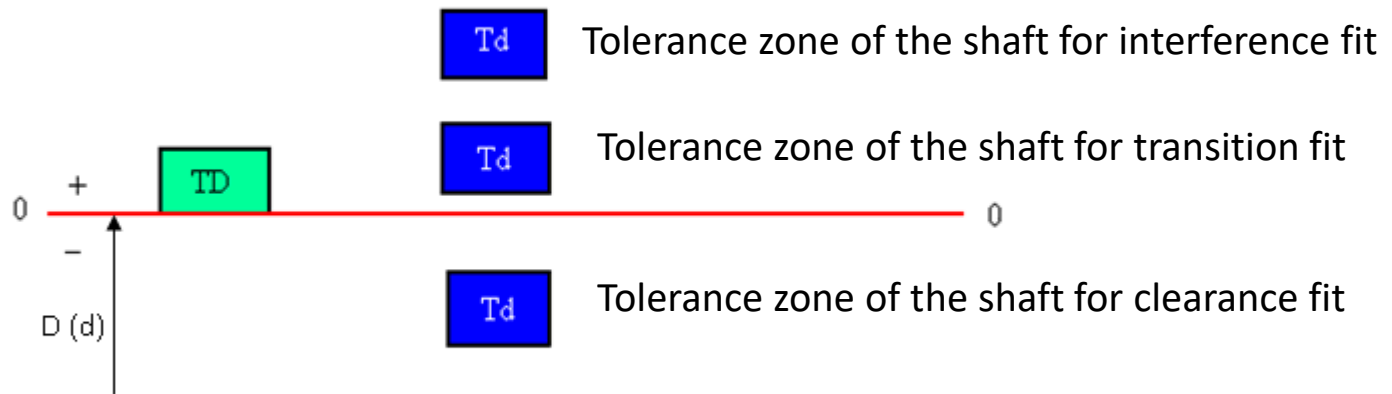 Td Tolerance zone of the shaft for interference fit
Td Tolerance zone of the shaft for transition fit
+ TD
0 0
−
Td Tolerance zone of the shaft for clearance fit
D (d)